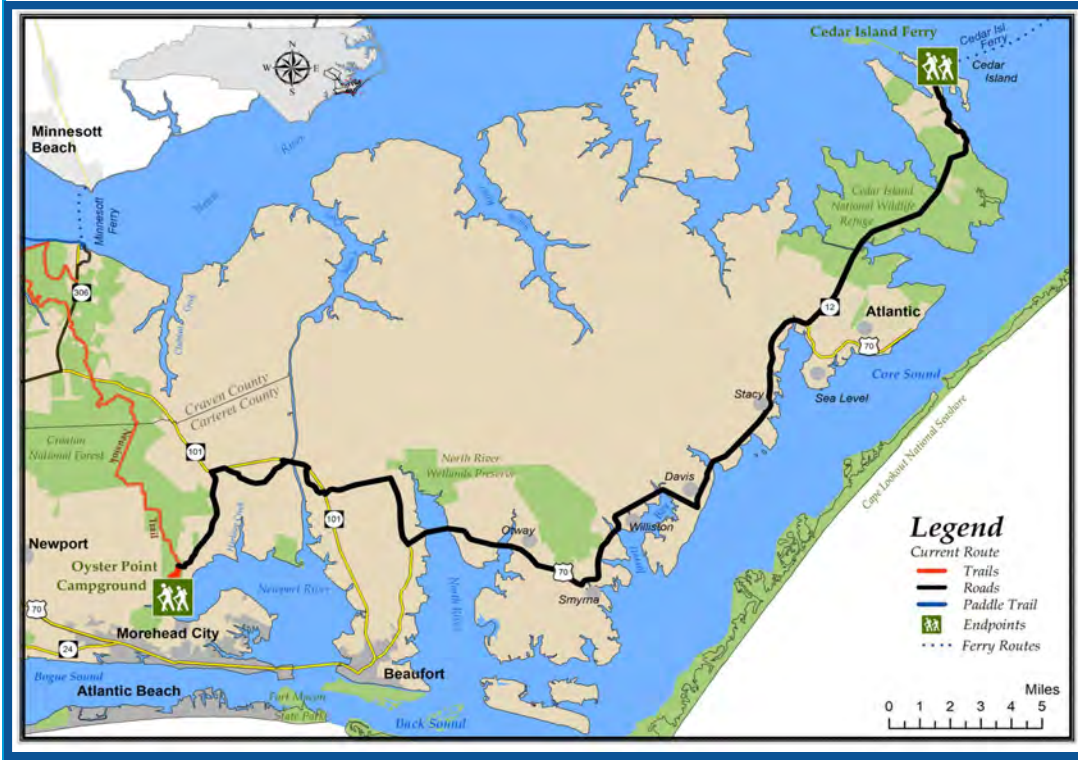 Cedar Island Ferry
Cedar Isl
Ferry
Cedar
Island
N
W E
S
Minnesott
Beach
River
Neuse
Minnesott
Ferry
Cedar Island
National Wildlife
Refuge
306
12
Atlantic
70
Core Sound
Sea Level
Stacy
Craven County
Carteret County
Croatan
National Forest
Neusiok
Trail
101
North River
Wetlands Preserve
Davis
Williston
Otway
101
70
Smyrna
Cape Lookout National Seashore
Newport
Oyster Point
Campground
Newport River
North River
70
24
Morehead City
Beaufort
Bogue Sound
Atlantic Beach
Fort Macon
State Park
Back Sound
Legend
Current Route
Trails
Roads
Paddle Trail
Endpoints
Ferry Routes
Miles
0 1 2 3 4 5